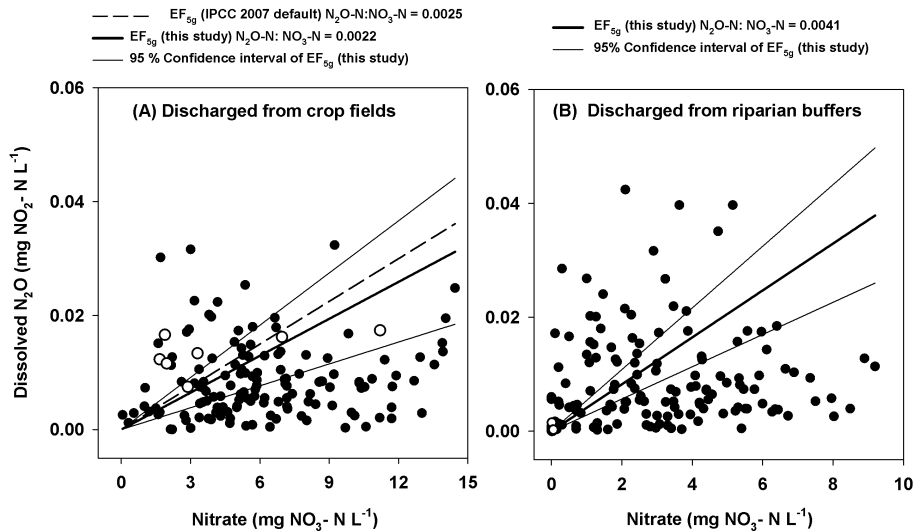 EF5g (IPCC 2007 default) N2O-N:NO3-N = 0.0025
EF5g (this study) N2O-N: NO3-N = 0.0022
95 % Confidence interval of EF5g (this study)
EF5g (this study) N2O-N: NO3-N = 0.0041
95% Confidence interval of EF5g (this study)
(A) Discharged from crop fields
(B) Discharged from riparian buffers
Dissolved N2O (mg NO2- N L-1)
0.06
0.04
0.02
0.00
0 3 6 9 12 15
Nitrate (mg NO3- N L-1)
0.06
0.04
0.02
0.00
0 2 4 6 8 10
Nitrate (mg NO3- N L-1)